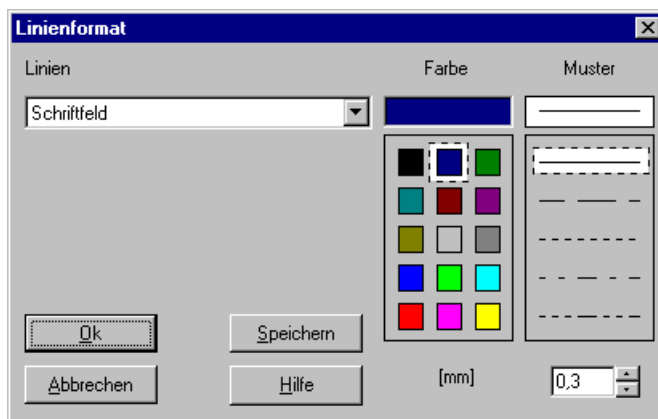 Linienformat
Linien Farbe Muster
Schriftfeld
Ok Speichern
Abbrechen Hilfe [mm] 0,3